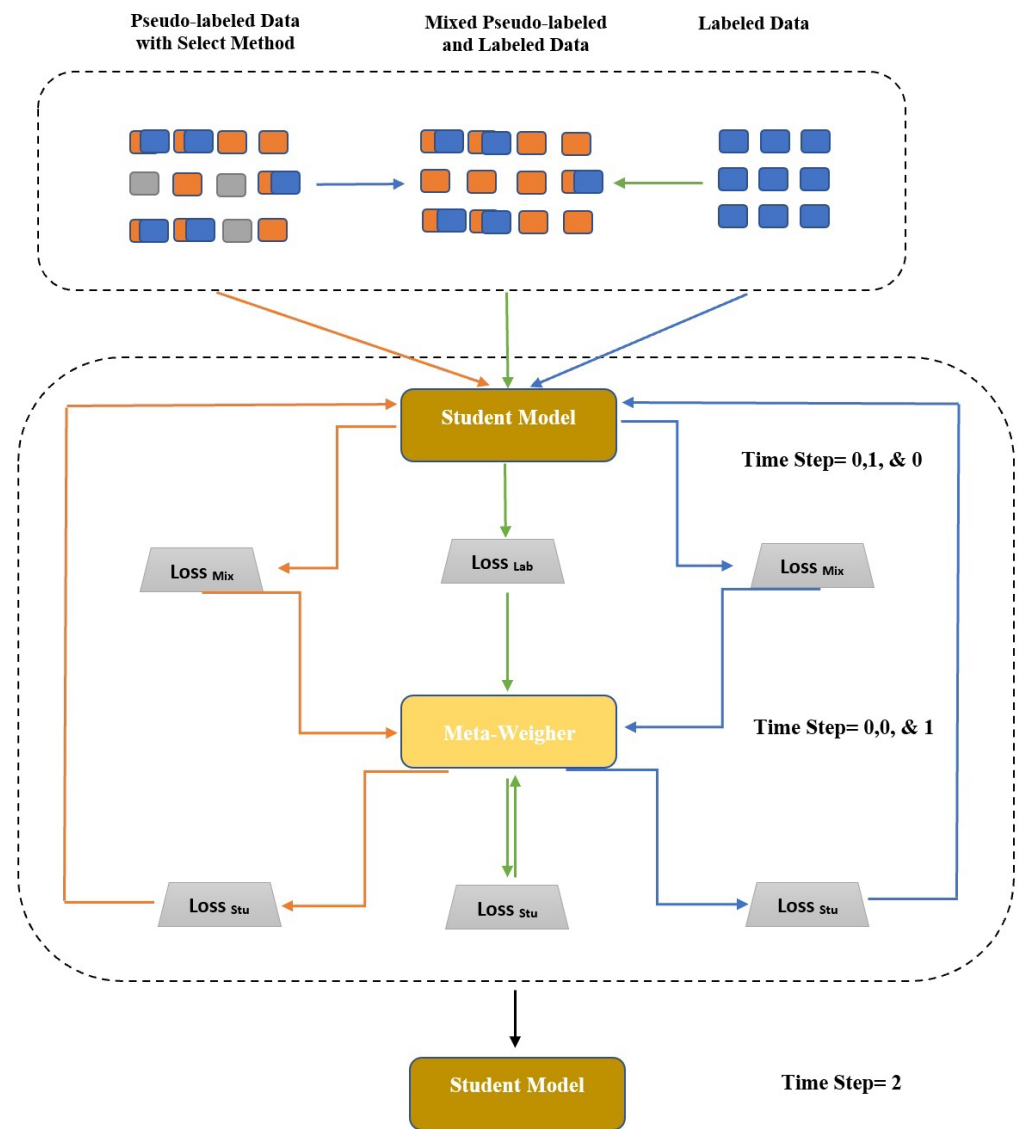 Pseudo-labeled Data
with Select Method
Mixed Pseudo-labeled
and Labeled Data
Labeled Data
Student Model
Time Step= 0,1, & 0
Loss Mix
Loss Lab
Loss Mix
Meta-Weigher
Time Step= 0,0, & 1
Loss Stu
Loss Stu
Loss Stu
Student Model
Time Step= 2